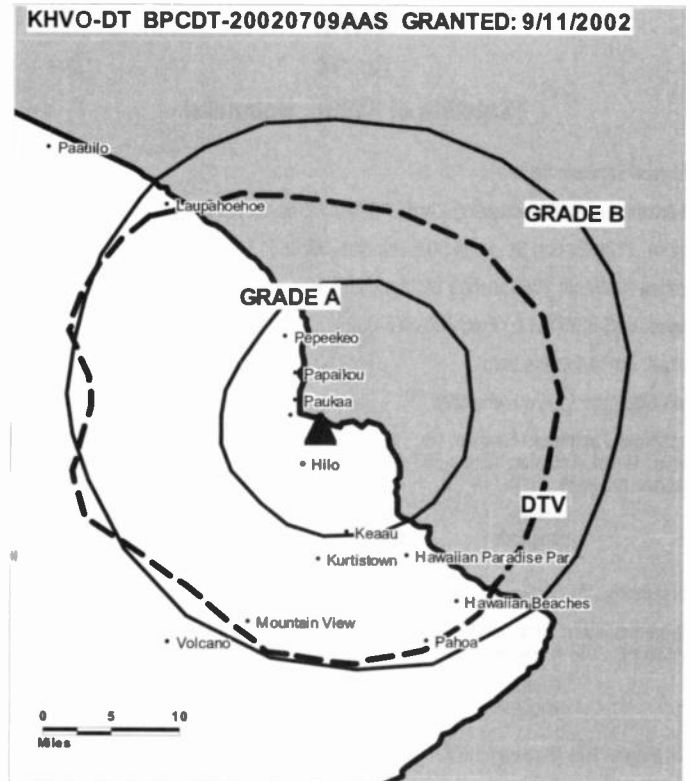 KHVO-DT BPCDT-20020709AAS GRANTED: 9/11/2002
Paauilo
Laupahoehoe
GRADE B
GRADE A
Pepeekeo
Papaikou
Paukaa
Hilo
DTV
Keaau
Kurtistown
Hawaiian Paradise Par
Hawaiian Beaches
Mountain View
Volcano
Pahoa
0 5 10
Miles